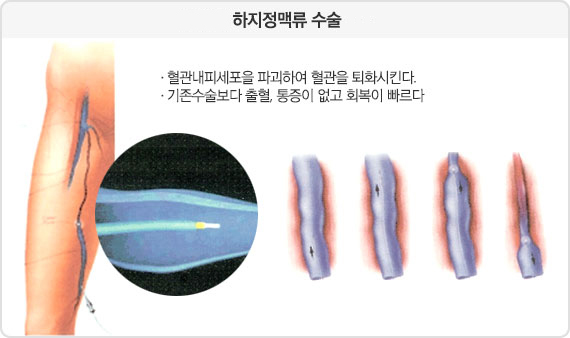 하지정맥류 수술
· 혈관내피세포을 파괴하여 혈관을 퇴화시킨다.
· 기존수술보다 출혈, 통증이 없고 회복이 빠르다